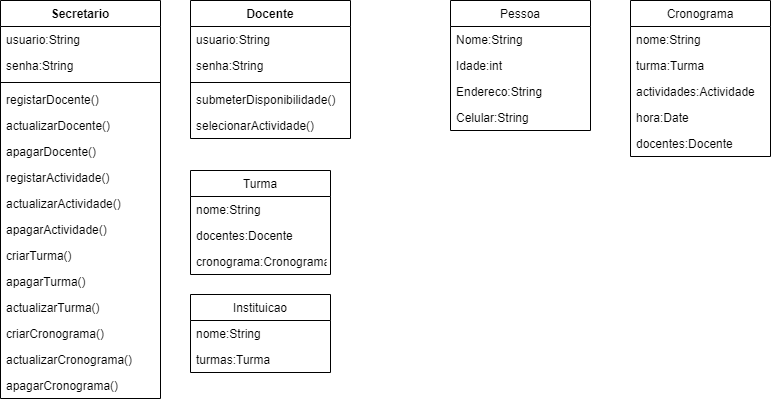 Secretario
usuario:String
senha:String
registarDocente()
actualizarDocente()
apagarDocente()
registarActividade()
actualizarActividade()
apagarActividade()
criarTurma()
apagarTurma()
actualizarTurma()
criarCronograma()
actualizarCronograma()
apagarCronograma()
Docente
usuario:String
senha:String
submeterDisponibilidade()
selecionarActividade()
Turma
nome:String
docentes:Docente
cronograma:Cronograma
Instituicao
nome:String
turmas:Turma
Pessoa
Nome:String
Idade:int
Endereco:String
Celular:String
Cronograma
nome:String
turma:Turma
actividades:Actividade
hora:Date
docentes:Docente